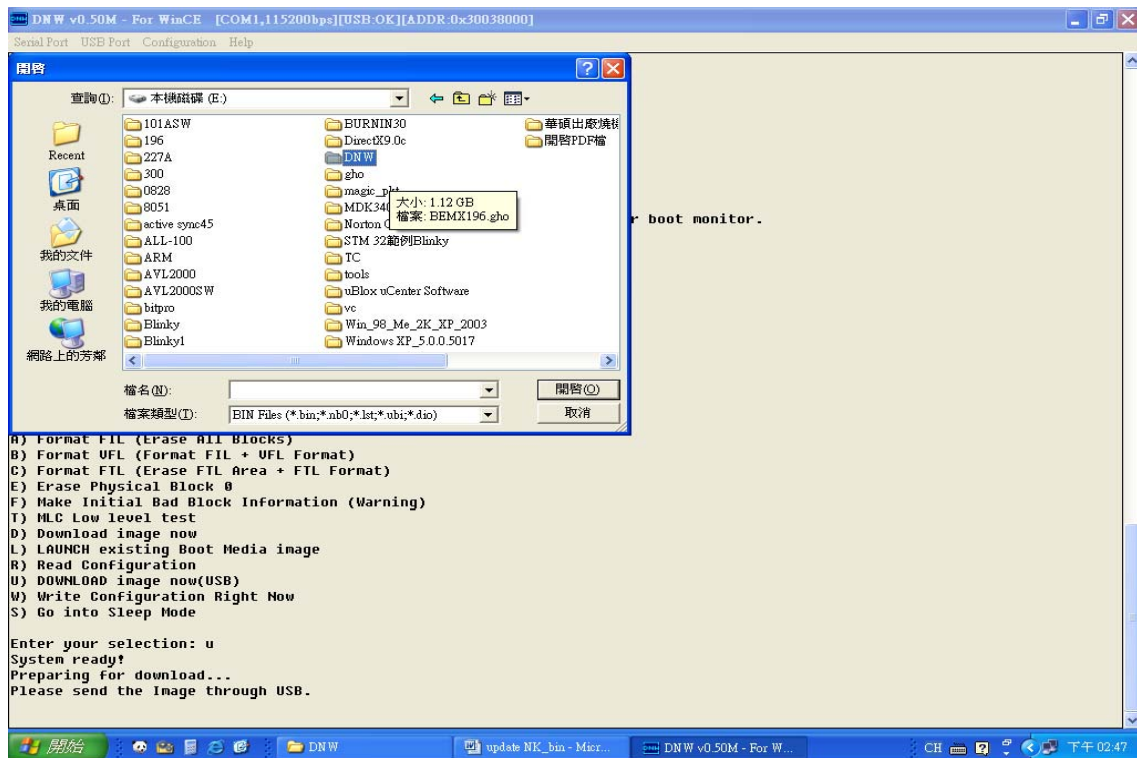 DNW v0.50M - For WinCE [COM1,115200bps][USB:OK][ADDR:0x30038000]
Serial Port USB Port Configuration Help
開啓
查詢(I): 本機磁碟 (E:)
Recent
桌面
我的文件
我的電腦
網路上的芳鄰
101ASW
196
227A
300
0828
8051
active sync45
ALL-100
ARM
AVL2000
AVL2000SW
bitpro
Blinky
Blinky1
BURNIN30
DirectX9.0c
DNW
gho
magic_pkt
MDK340
Norton
STM 32範例Blinky
TC
tools
uBlox uCenter Software
vc
Win_98_Me_2K_XP_2003
Windows XP_5.0.0.5017
華碩出廠燒機
開啓PDF檔
大小: 1.12 GB
檔案: BEMX196.gho
檔名(N):
開啓(O)
檔案類型(T): BIN Files (*.bin;*.nb0;*.lst;*.ubi;*.dio)
取消
r boot monitor.
A) Format FIL (Erase All Blocks)
B) Format VFL (Format FIL + VFL Format)
C) Format FTL (Erase FTL Area + FTL Format)
E) Erase Physical Block 0
F) Make Initial Bad Block Information (Warning)
T) MLC Low level test
D) Download image now
L) LAUNCH existing Boot Media image
R) Read Configuration
U) DOWNLOAD image now(USB)
W) Write Configuration Right Now
S) Go into Sleep Mode
Enter your selection: u
System ready!
Preparing for download...
Please send the Image through USB.
開始
DNW
update NK_bin - Micr...
DNW v0.50M - For W...
CH
下午 02:47